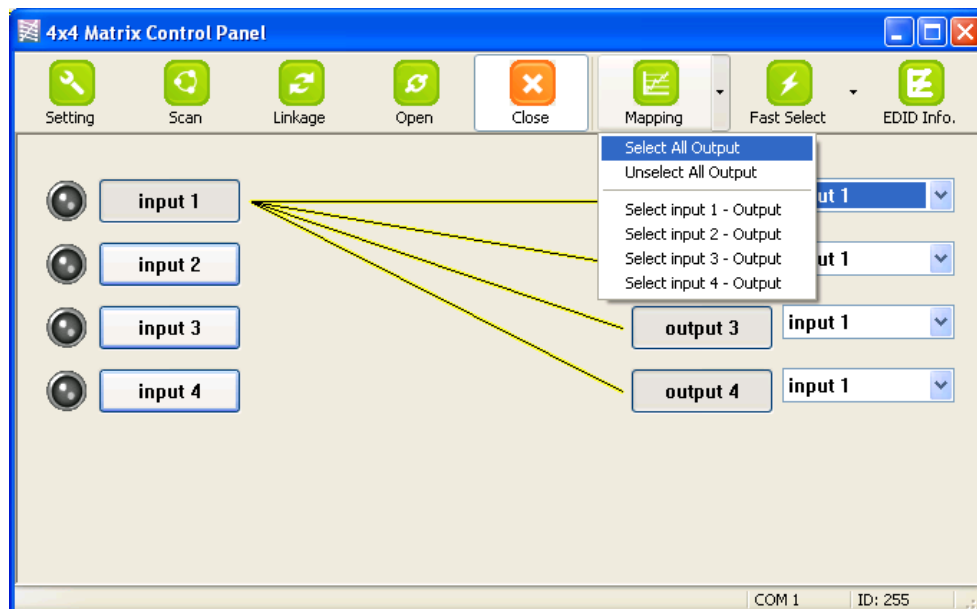 4x4 Matrix Control Panel
Setting Scan Linkage Open Close Mapping Fast Select EDID Info.
Select All Output
Unselect All Output
Select input 1 - Output
Select input 2 - Output
Select input 3 - Output
Select input 4 - Output
input 1 ut 1
input 2 ut 1
input 3 output 3 input 1
input 4 output 4 input 1
COM 1 ID: 255